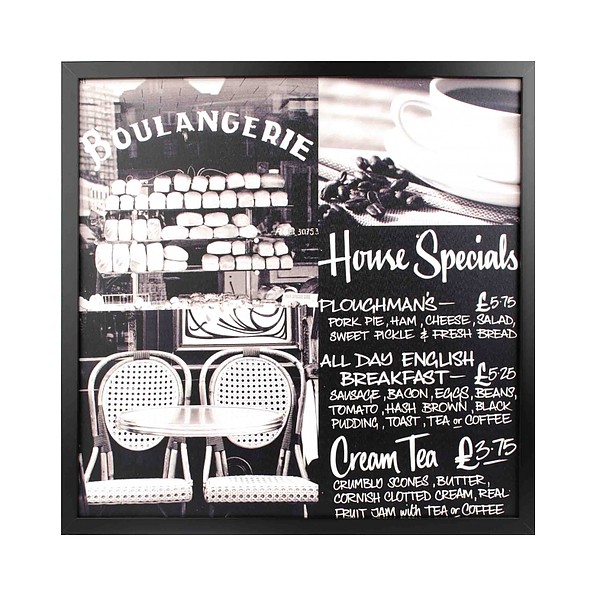 BOULANGERIE
House Specials
PLOUGHMAN'S — £5·75
PORK PIE, HAM, CHEESE, SALAD,
SWEET PICKLE & FRESH BREAD
ALL DAY ENGLISH
BREAKFAST — £5·25
SAUSAGE, BACON, EGGS, BEANS,
TOMATO, HASH BROWN, BLACK
PUDDING, TOAST, TEA or COFFEE
Cream Tea £3·75
CRUMBLY SCONES, BUTTER,
CORNISH CLOTTED CREAM, REAL
FRUIT JAM with TEA or COFFEE